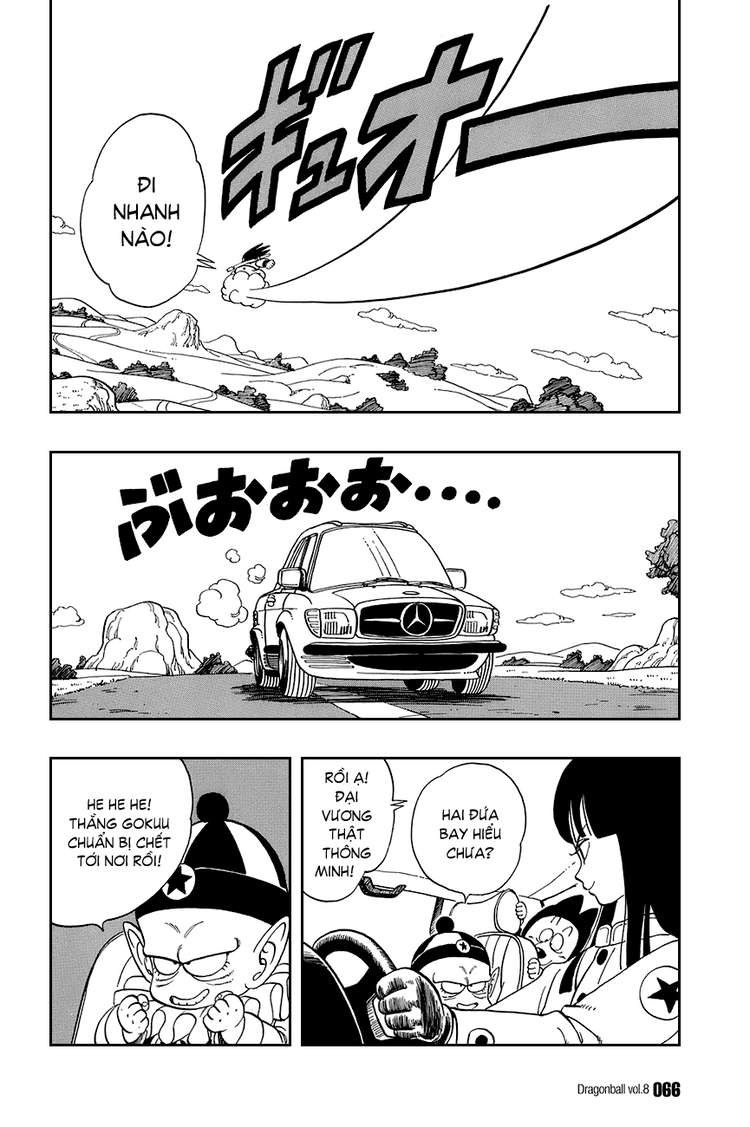 ギュオー
ĐI
NHANH
NÀO!
ぶおおお....
HAI ĐỨA
BAY HIỂU
CHƯA?
RỒI Ạ!
ĐẠI
VƯƠNG
THẬT
THÔNG
MINH!
HE HE HE!
THẰNG GOKUU
CHUẨN BỊ CHẾT
TỚI NƠI RỒI!
Dragonball vol.8 066